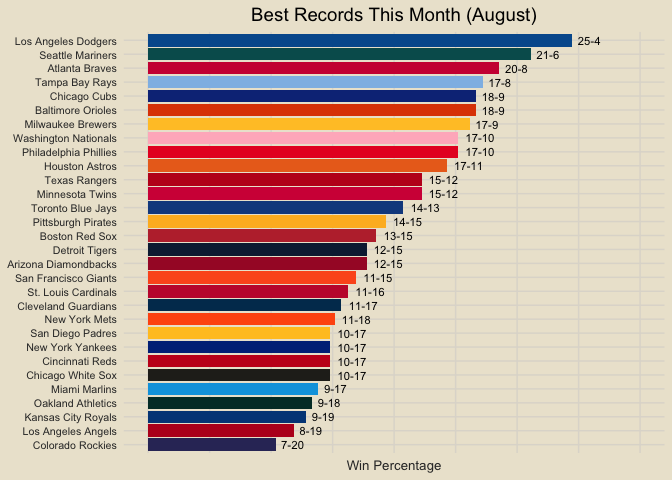 Best Records This Month (August)
Los Angeles Dodgers 25-4
Seattle Mariners 21-6
Atlanta Braves 20-8
Tampa Bay Rays 17-8
Chicago Cubs 18-9
Baltimore Orioles 18-9
Milwaukee Brewers 17-9
Washington Nationals 17-10
Philadelphia Phillies 17-10
Houston Astros 17-11
Texas Rangers 15-12
Minnesota Twins 15-12
Toronto Blue Jays 14-13
Pittsburgh Pirates 14-15
Boston Red Sox 13-15
Detroit Tigers 12-15
Arizona Diamondbacks 12-15
San Francisco Giants 11-15
St. Louis Cardinals 11-16
Cleveland Guardians 11-17
New York Mets 11-18
San Diego Padres 10-17
New York Yankees 10-17
Cincinnati Reds 10-17
Chicago White Sox 10-17
Miami Marlins 9-17
Oakland Athletics 9-18
Kansas City Royals 9-19
Los Angeles Angels 8-19
Colorado Rockies 7-20
Win Percentage